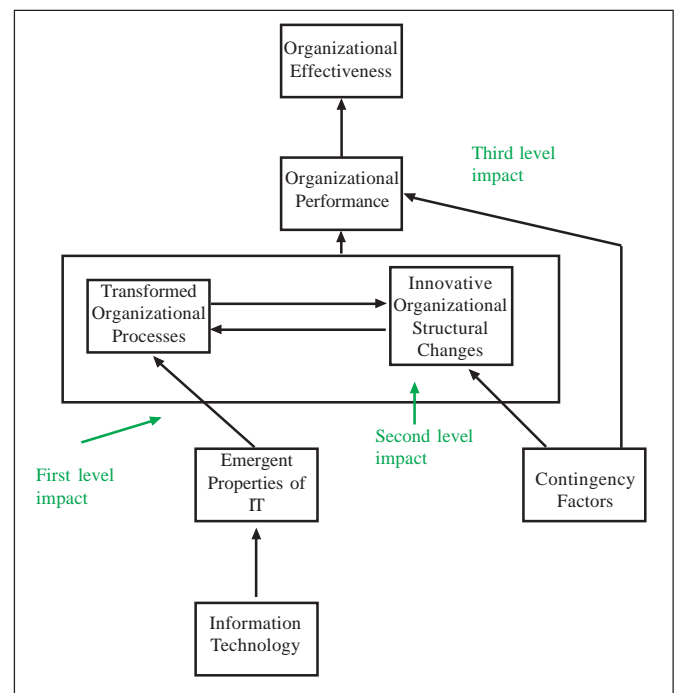 Organizational
Effectiveness
Third level
impact
Organizational
Performance
Transformed
Organizational
Processes
Innovative
Organizational
Structural
Changes
Second level
impact
First level
impact
Emergent
Properties of
IT
Contingency
Factors
Information
Technology